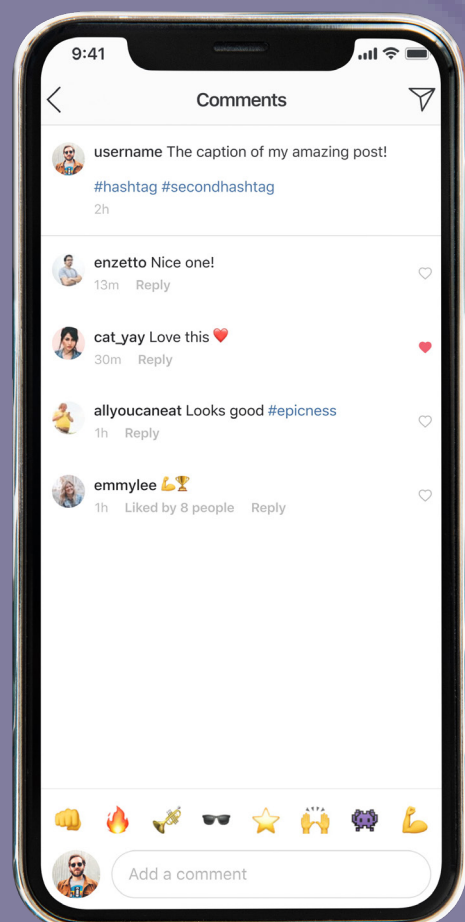 9:41
Comments
username The caption of my amazing post!
#hashtag #secondhashtag
2h
enzetto Nice one!
13m Reply
cat_yay Love this ❤️
30m Reply
allyoucaneat Looks good #epicness
1h Reply
emmylee 💪🏆
1h Liked by 8 people Reply
Add a comment